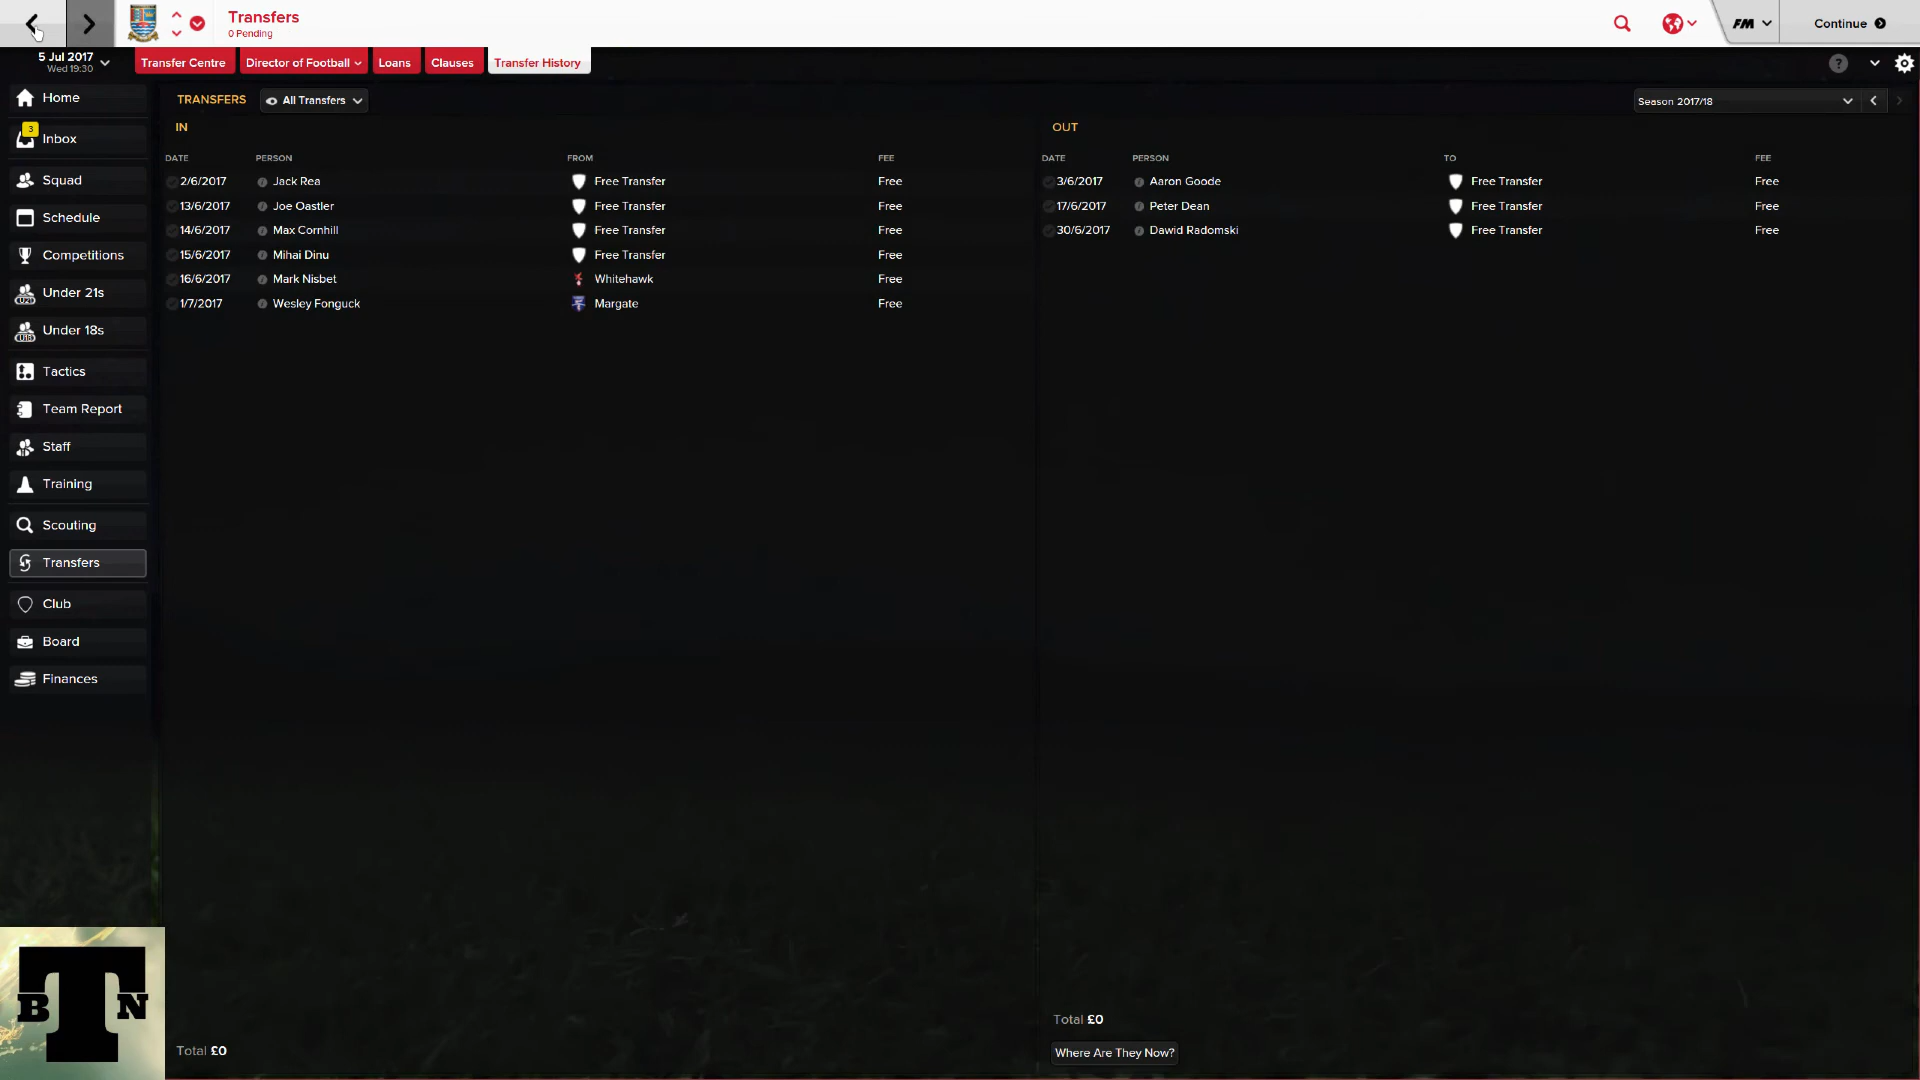 Transfers
0 Pending
FM
Continue
5 Jul 2017
Wed 19:30
Transfer Centre
Director of Football
Loans
Clauses
Transfer History
?
Home
3
Inbox
Squad
Schedule
Competitions
Under 21s
U21
Under 18s
U18
Tactics
Team Report
Staff
Training
Scouting
Transfers
Club
Board
Finances
TRANSFERS All Transfers
Season 2017/18
IN
DATE PERSON FROM FEE
2/6/2017 Jack Rea Free Transfer Free
13/6/2017 Joe Oastler Free Transfer Free
14/6/2017 Max Cornhill Free Transfer Free
15/6/2017 Mihai Dinu Free Transfer Free
16/6/2017 Mark Nisbet Whitehawk Free
1/7/2017 Wesley Fonguck Margate Free
Total £0
OUT
DATE PERSON TO FEE
3/6/2017 Aaron Goode Free Transfer Free
17/6/2017 Peter Dean Free Transfer Free
30/6/2017 Dawid Radomski Free Transfer Free
Total £0
Where Are They Now?
BTN